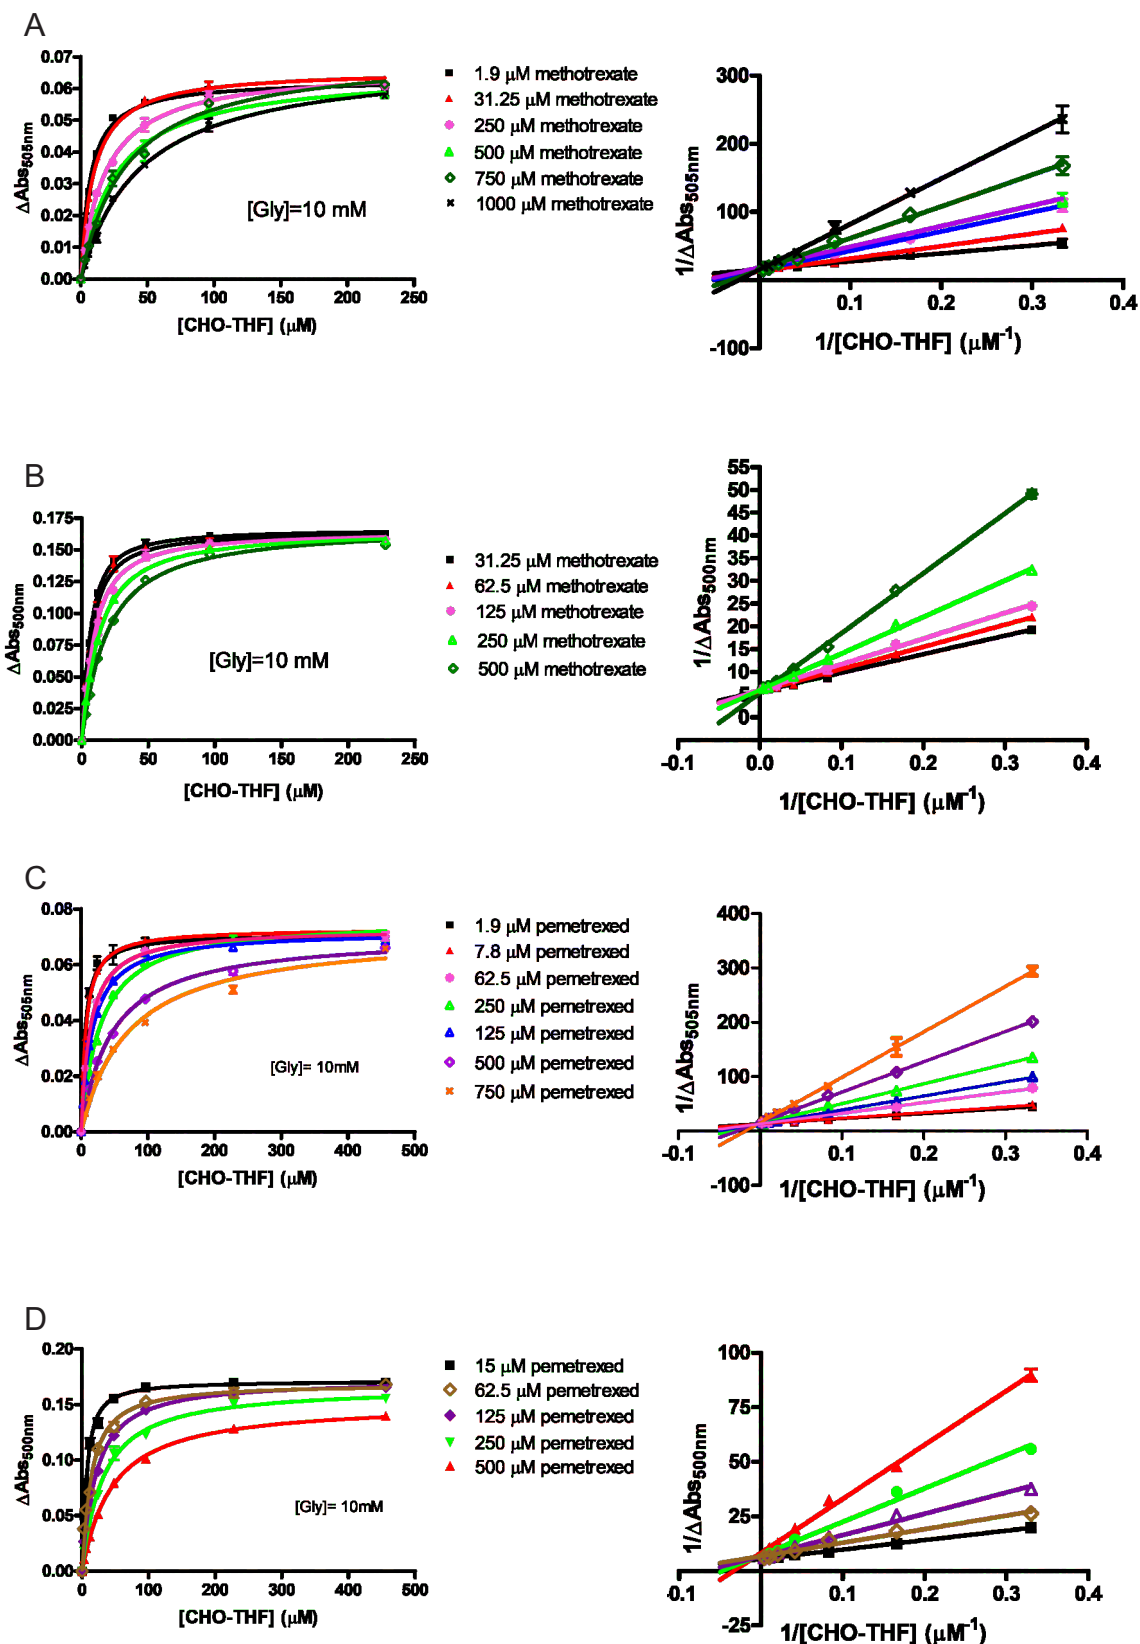 A
0.07
0.06
0.05
0.04
0.03
0.02
0.01
0.00
0 50 100 150 200 250
ΔAbs505nm
[CHO-THF] (μM)
[Gly]=10 mM
1.9 μM methotrexate
31.25 μM methotrexate
250 μM methotrexate
500 μM methotrexate
750 μM methotrexate
1000 μM methotrexate
300
200
100
-100
0.1 0.2 0.3 0.4
1/ΔAbs505nm
1/[CHO-THF] (μM-1)
B
0.175
0.150
0.125
0.100
0.075
0.050
0.025
0.000
0 50 100 150 200 250
ΔAbs500nm
[CHO-THF] (μM)
[Gly]=10 mM
31.25 μM methotrexate
62.5 μM methotrexate
125 μM methotrexate
250 μM methotrexate
500 μM methotrexate
55
50
45
40
35
30
25
20
15
10
5
0
-0.1 0.0 0.1 0.2 0.3 0.4
1/ΔAbs500nm
1/[CHO-THF] (μM-1)
C
0.08
0.06
0.04
0.02
0.00
0 100 200 300 400 500
ΔAbs505nm
[CHO-THF] (μM)
[Gly]= 10mM
1.9 μM pemetrexed
7.8 μM pemetrexed
62.5 μM pemetrexed
250 μM pemetrexed
125 μM pemetrexed
500 μM pemetrexed
750 μM pemetrexed
400
300
200
100
-100
-0.1 0.1 0.2 0.3 0.4
1/ΔAbs505nm
1/[CHO-THF] (μM-1)
D
0.20
0.15
0.10
0.05
0.00
0 100 200 300 400 500
ΔAbs500nm
[CHO-THF] (μM)
[Gly]= 10mM
15 μM pemetrexed
62.5 μM pemetrexed
125 μM pemetrexed
250 μM pemetrexed
500 μM pemetrexed
100
75
50
25
-25
-0.1 0.1 0.2 0.3 0.4
1/ΔAbs500nm
1/[CHO-THF] (μM-1)